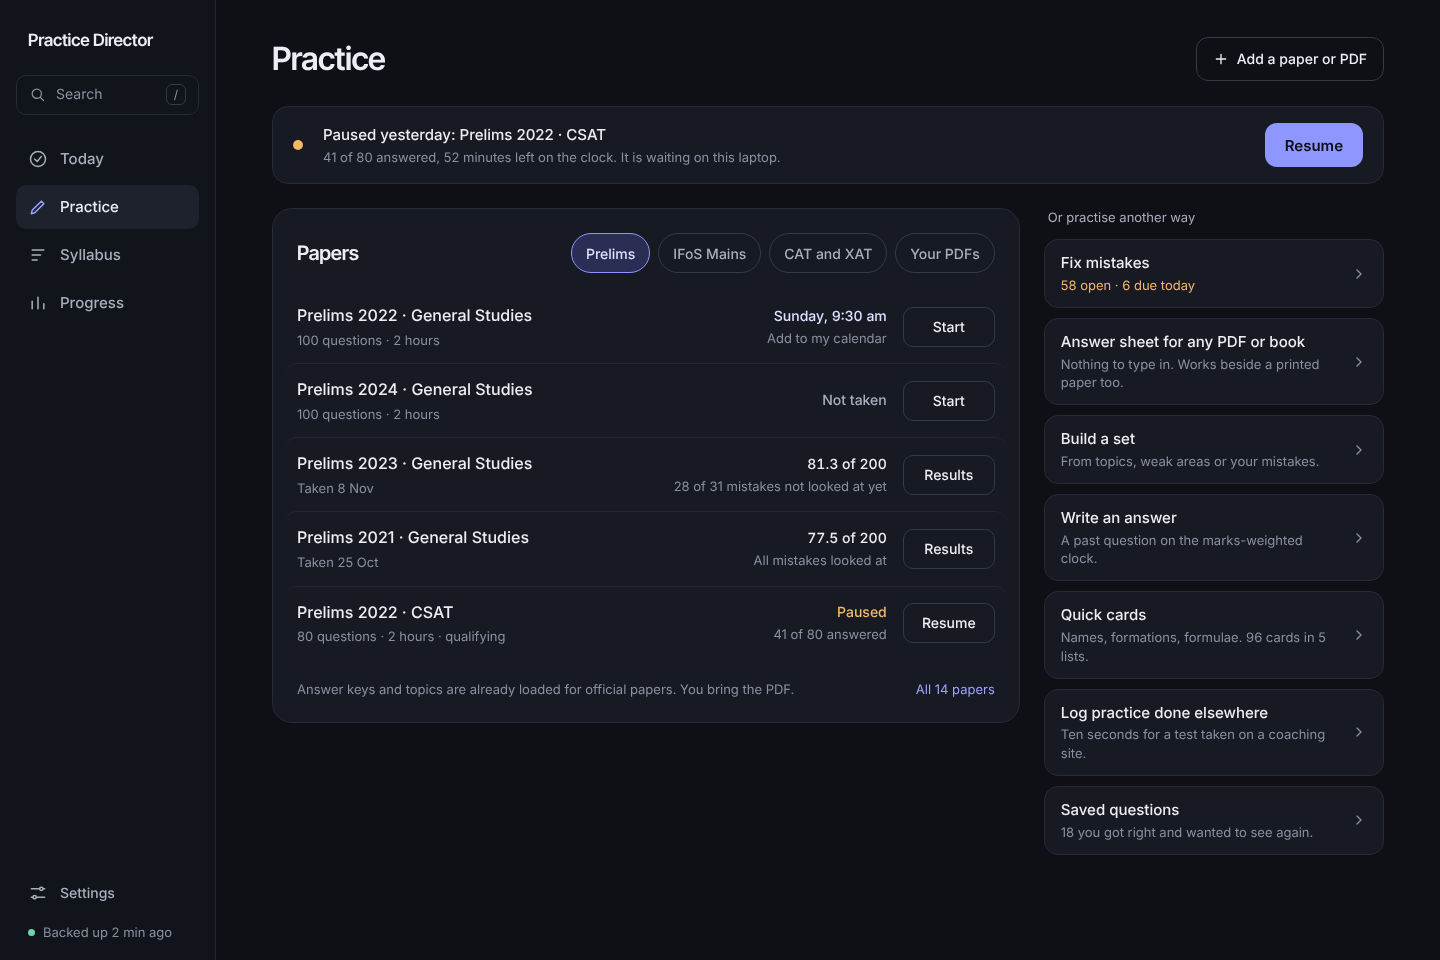 Practice Director
Search /
Today
Practice
Syllabus
Progress
Settings
Backed up 2 min ago
Practice
+ Add a paper or PDF
Paused yesterday: Prelims 2022 · CSAT
41 of 80 answered, 52 minutes left on the clock. It is waiting on this laptop.
Resume
Papers
Prelims
IFoS Mains
CAT and XAT
Your PDFs
Prelims 2022 · General Studies
100 questions · 2 hours
Sunday, 9:30 am
Add to my calendar
Start
Prelims 2024 · General Studies
100 questions · 2 hours
Not taken
Start
Prelims 2023 · General Studies
Taken 8 Nov
81.3 of 200
28 of 31 mistakes not looked at yet
Results
Prelims 2021 · General Studies
Taken 25 Oct
77.5 of 200
All mistakes looked at
Results
Prelims 2022 · CSAT
80 questions · 2 hours · qualifying
Paused
41 of 80 answered
Resume
Answer keys and topics are already loaded for official papers. You bring the PDF.
All 14 papers
Or practise another way
Fix mistakes
58 open · 6 due today
Answer sheet for any PDF or book
Nothing to type in. Works beside a printed
paper too.
Build a set
From topics, weak areas or your mistakes.
Write an answer
A past question on the marks-weighted
clock.
Quick cards
Names, formations, formulae. 96 cards in 5
lists.
Log practice done elsewhere
Ten seconds for a test taken on a coaching
site.
Saved questions
18 you got right and wanted to see again.